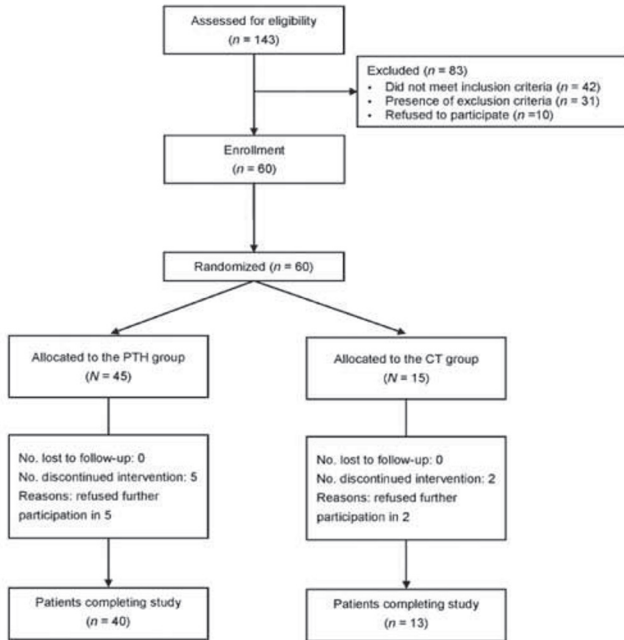 Assessed for eligibility
(n = 143)
Excluded (n = 83)
• Did not meet inclusion criteria (n = 42)
• Presence of exclusion criteria (n = 31)
• Refused to participate (n =10)
Enrollment
(n = 60)
Randomized (n = 60)
Allocated to the PTH group
(N = 45)
Allocated to the CT group
(N = 15)
No. lost to follow-up: 0
No. discontinued intervention: 5
Reasons: refused further
participation in 5
No. lost to follow-up: 0
No. discontinued intervention: 2
Reasons: refused further
participation in 2
Patients completing study
(n = 40)
Patients completing study
(n = 13)